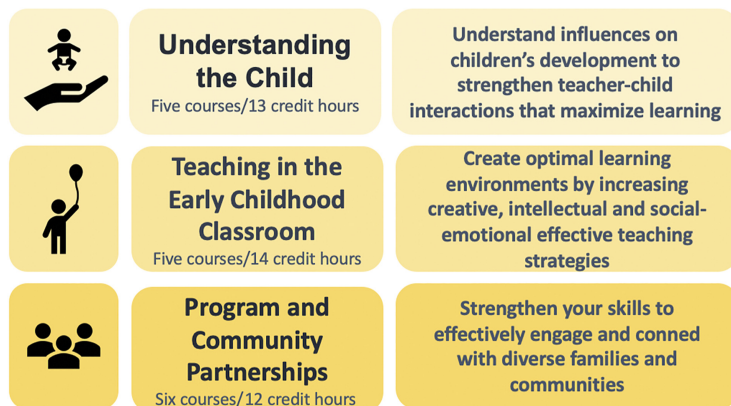 Understanding
the Child
Five courses/13 credit hours
Understand influences on
children's development to
strengthen teacher-child
interactions that maximize learning
Teaching in the
Early Childhood
Classroom
Five courses/14 credit hours
Create optimal learning
environments by increasing
creative, intellectual and social-
emotional effective teaching
strategies
Program and
Community
Partnerships
Six courses/12 credit hours
Strengthen your skills to
effectively engage and conned
with diverse families and
communities